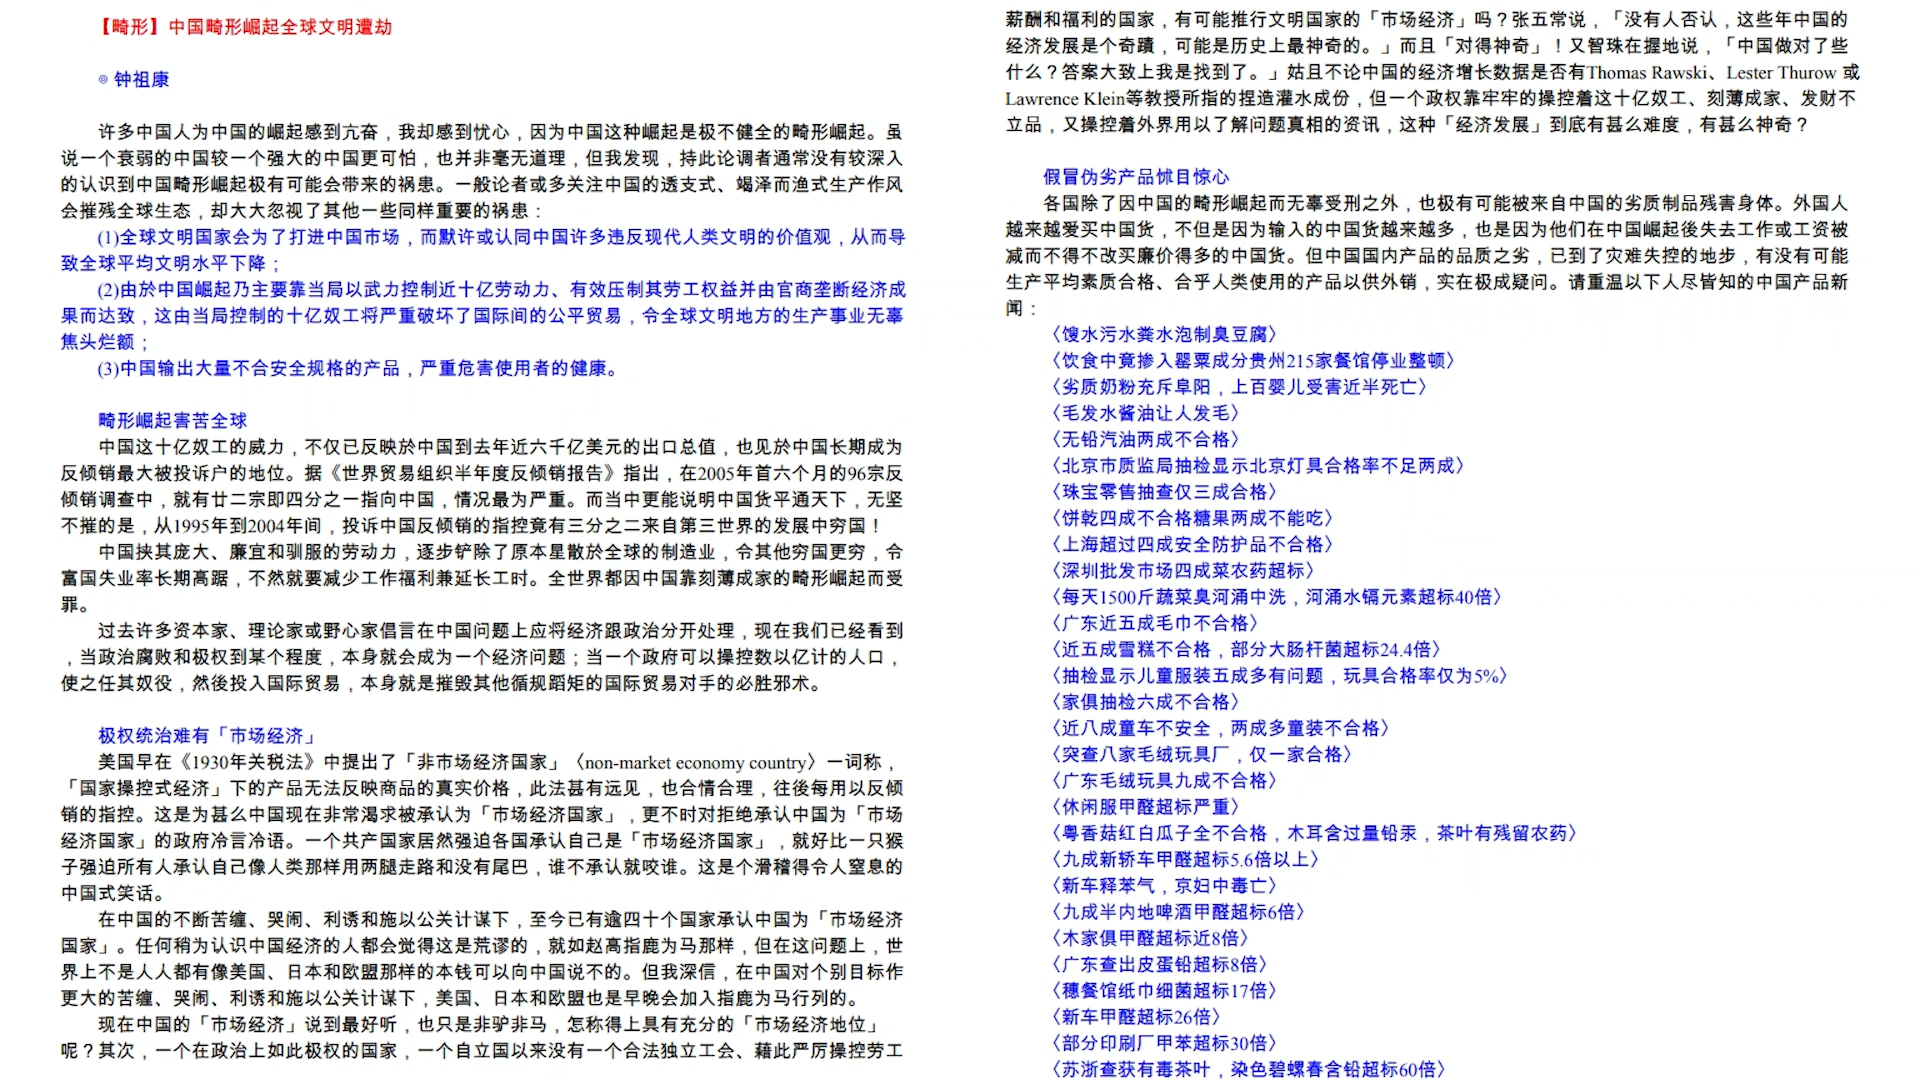 【畸形】中国畸形崛起全球文明遭劫
◎ 钟祖康
许多中国人为中国的崛起感到亢奋，我却感到忧心，因为中国这种崛起是极不健全的畸形崛起。虽
说一个衰弱的中国较一个强大的中国更可怕，也并非毫无道理，但我发现，持此论调者通常没有较深入
的认识到中国畸形崛起极有可能会带来的祸患。一般论者或多关注中国的透支式、竭泽而渔式生产作风
会摧残全球生态，却大大忽视了其他一些同样重要的祸患：
(1)全球文明国家会为了打进中国市场，而默许或认同中国许多违反现代人类文明的价值观，从而导
致全球平均文明水平下降；
(2)由於中国崛起乃主要靠当局以武力控制近十亿劳动力、有效压制其劳工权益并由官商垄断经济成
果而达致，这由当局控制的十亿奴工将严重破坏了国际间的公平贸易，令全球文明地方的生产事业无辜
焦头烂额；
(3)中国输出大量不合安全规格的产品，严重危害使用者的健康。
畸形崛起害苦全球
中国这十亿奴工的威力，不仅已反映於中国到去年近六千亿美元的出口总值，也见於中国长期成为
反倾销最大被投诉户的地位。据《世界贸易组织半年度反倾销报告》指出，在2005年首六个月的96宗反
倾销调查中，就有廿二宗即四分之一指向中国，情况最为严重。而当中更能说明中国货平通天下，无坚
不摧的是，从1995年到2004年间，投诉中国反倾销的指控竟有三分之二来自第三世界的发展中穷国！
中国挟其庞大、廉宜和驯服的劳动力，逐步铲除了原本星散於全球的制造业，令其他穷国更穷，令
富国失业率长期高踞，不然就要减少工作福利兼延长工时。全世界都因中国靠刻薄成家的畸形崛起而受
罪。
过去许多资本家、理论家或野心家倡言在中国问题上应将经济跟政治分开处理，现在我们已经看到
，当政治腐败和极权到某个程度，本身就会成为一个经济问题；当一个政府可以操控数以亿计的人口，
使之任其奴役，然後投入国际贸易，本身就是摧毁其他循规蹈矩的国际贸易对手的必胜邪术。
极权统治难有「市场经济」
美国早在《1930年关税法》中提出了「非市场经济国家」〈non-market economy country〉一词称，
「国家操控式经济」下的产品无法反映商品的真实价格，此法甚有远见，也合情合理，往後每用以反倾
销的指控。这是为甚么中国现在非常渴求被承认为「市场经济国家」，更不时对拒绝承认中国为「市场
经济国家」的政府冷言冷语。一个共产国家居然强迫各国承认自己是「市场经济国家」，就好比一只猴
子强迫所有人承认自己像人类那样用两腿走路和没有尾巴，谁不承认就咬谁。这是个滑稽得令人窒息的
中国式笑话。
在中国的不断苦缠、哭闹、利诱和施以公关计谋下，至今已有逾四十个国家承认中国为「市场经济
国家」。任何稍为认识中国经济的人都会觉得这是荒谬的，就如赵高指鹿为马那样，但在这问题上，世
界上不是人人都有像美国、日本和欧盟那样的本钱可以向中国说不的。但我深信，在中国对个别目标作
更大的苦缠、哭闹、利诱和施以公关计谋下，美国、日本和欧盟也是早晚会加入指鹿为马行列的。
现在中国的「市场经济」说到最好听，也只是非驴非马，怎称得上具有充分的「市场经济地位」
呢？其次，一个在政治上如此极权的国家，一个自立国以来没有一个合法独立工会、藉此严厉操控劳工
薪酬和福利的国家，有可能推行文明国家的「市场经济」吗？张五常说，「没有人否认，这些年中国的
经济发展是个奇蹟，可能是历史上最神奇的。」而且「对得神奇」！又智珠在握地说，「中国做对了些
什么？答案大致上我是找到了。」姑且不论中国的经济增长数据是否有Thomas Rawski、Lester Thurow 或
Lawrence Klein等教授所指的捏造灌水成份，但一个政权靠牢牢的操控着这十亿奴工、刻薄成家、发财不
立品，又操控着外界用以了解问题真相的资讯，这种「经济发展」到底有甚么难度，有甚么神奇？
假冒伪劣产品怵目惊心
各国除了因中国的畸形崛起而无辜受刑之外，也极有可能被来自中国的劣质制品残害身体。外国人
越来越爱买中国货，不但是因为输入的中国货越来越多，也是因为他们在中国崛起後失去工作或工资被
减而不得不改买廉价得多的中国货。但中国国内产品的品质之劣，已到了灾难失控的地步，有没有可能
生产平均素质合格、合乎人类使用的产品以供外销，实在极成疑问。请重温以下人尽皆知的中国产品新
闻：
〈馊水污水粪水泡制臭豆腐〉
〈饮食中竟掺入罂粟成分贵州215家餐馆停业整顿〉
〈劣质奶粉充斥阜阳，上百婴儿受害近半死亡〉
〈毛发水酱油让人发毛〉
〈无铅汽油两成不合格〉
〈北京市质监局抽检显示北京灯具合格率不足两成〉
〈珠宝零售抽查仅三成合格〉
〈饼乾四成不合格糖果两成不能吃〉
〈上海超过四成安全防护品不合格〉
〈深圳批发市场四成菜农药超标〉
〈每天1500斤蔬菜臭河涌中洗，河涌水镉元素超标40倍〉
〈广东近五成毛巾不合格〉
〈近五成雪糕不合格，部分大肠杆菌超标24.4倍〉
〈抽检显示儿童服装五成多有问题，玩具合格率仅为5%〉
〈家俱抽检六成不合格〉
〈近八成童车不安全，两成多童装不合格〉
〈突查八家毛绒玩具厂，仅一家合格〉
〈广东毛绒玩具九成不合格〉
〈休闲服甲醛超标严重〉
〈粤香菇红白瓜子全不合格，木耳含过量铅汞，茶叶有残留农药〉
〈九成新轿车甲醛超标5.6倍以上〉
〈新车释苯气，京妇中毒亡〉
〈九成半内地啤酒甲醛超标6倍〉
〈木家俱甲醛超标近8倍〉
〈广东查出皮蛋铅超标8倍〉
〈穗餐馆纸巾细菌超标17倍〉
〈新车甲醛超标26倍〉
〈部分印刷厂甲苯超标30倍〉
〈苏浙查获有毒茶叶，染色碧螺春含铅超标60倍〉